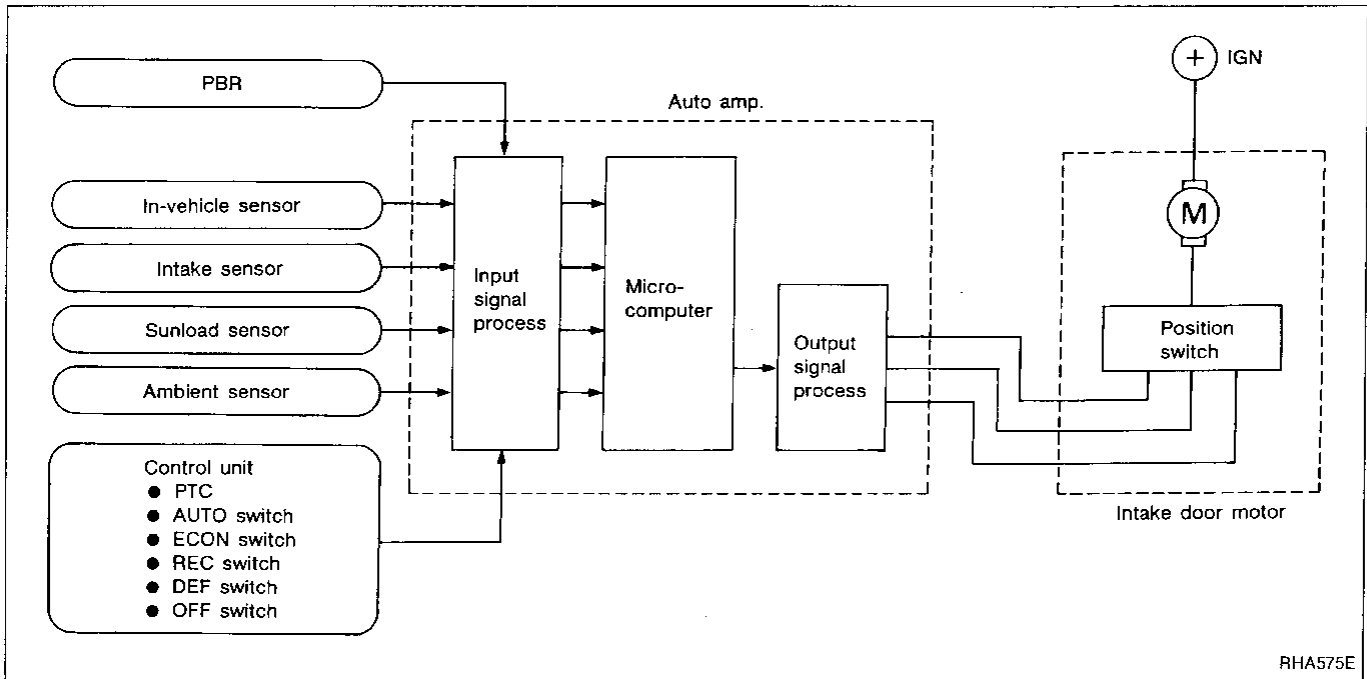 PBR
In-vehicle sensor
Intake sensor
Sunload sensor
Ambient sensor
Control unit
● PTC
● AUTO switch
● ECON switch
● REC switch
● DEF switch
● OFF switch
Auto amp.
Input
signal
process
Micro-
computer
Output
signal
process
+ IGN
M
Position
switch
Intake door motor
RHA575E